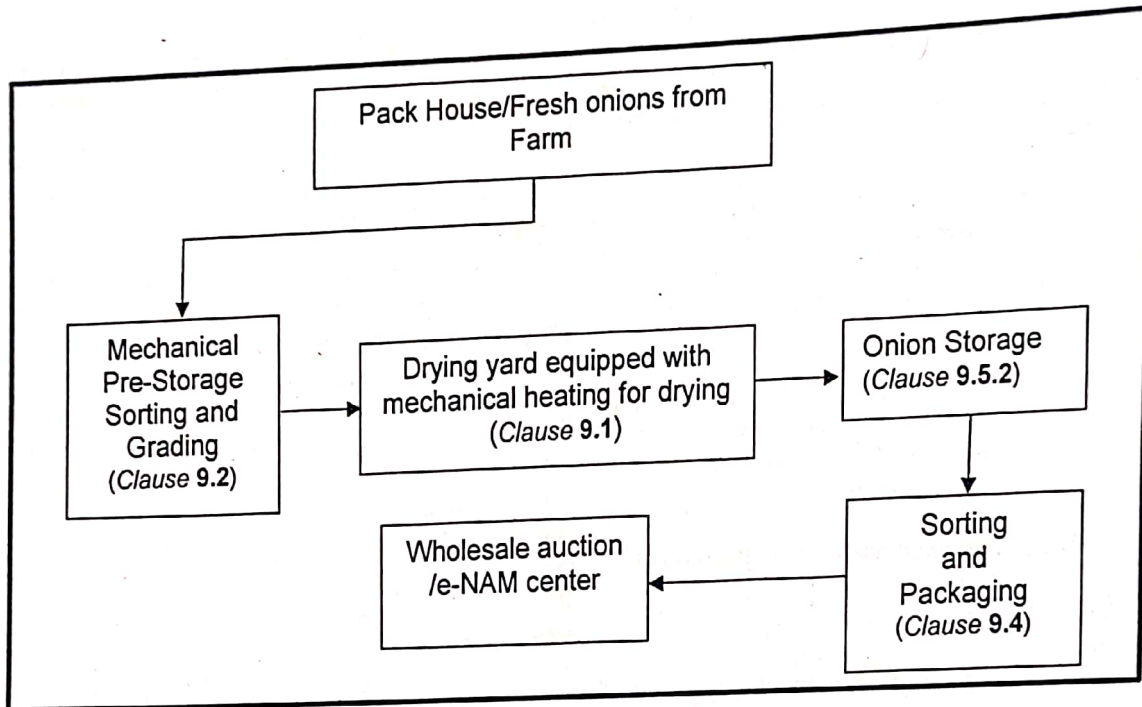 Pack House/Fresh onions from
Farm
Mechanical
Pre-Storage
Sorting and
Grading
(Clause 9.2)
Drying yard equipped with
mechanical heating for drying
(Clause 9.1)
Onion Storage
(Clause 9.5.2)
Sorting
and
Packaging
(Clause 9.4)
Wholesale auction
/e-NAM center